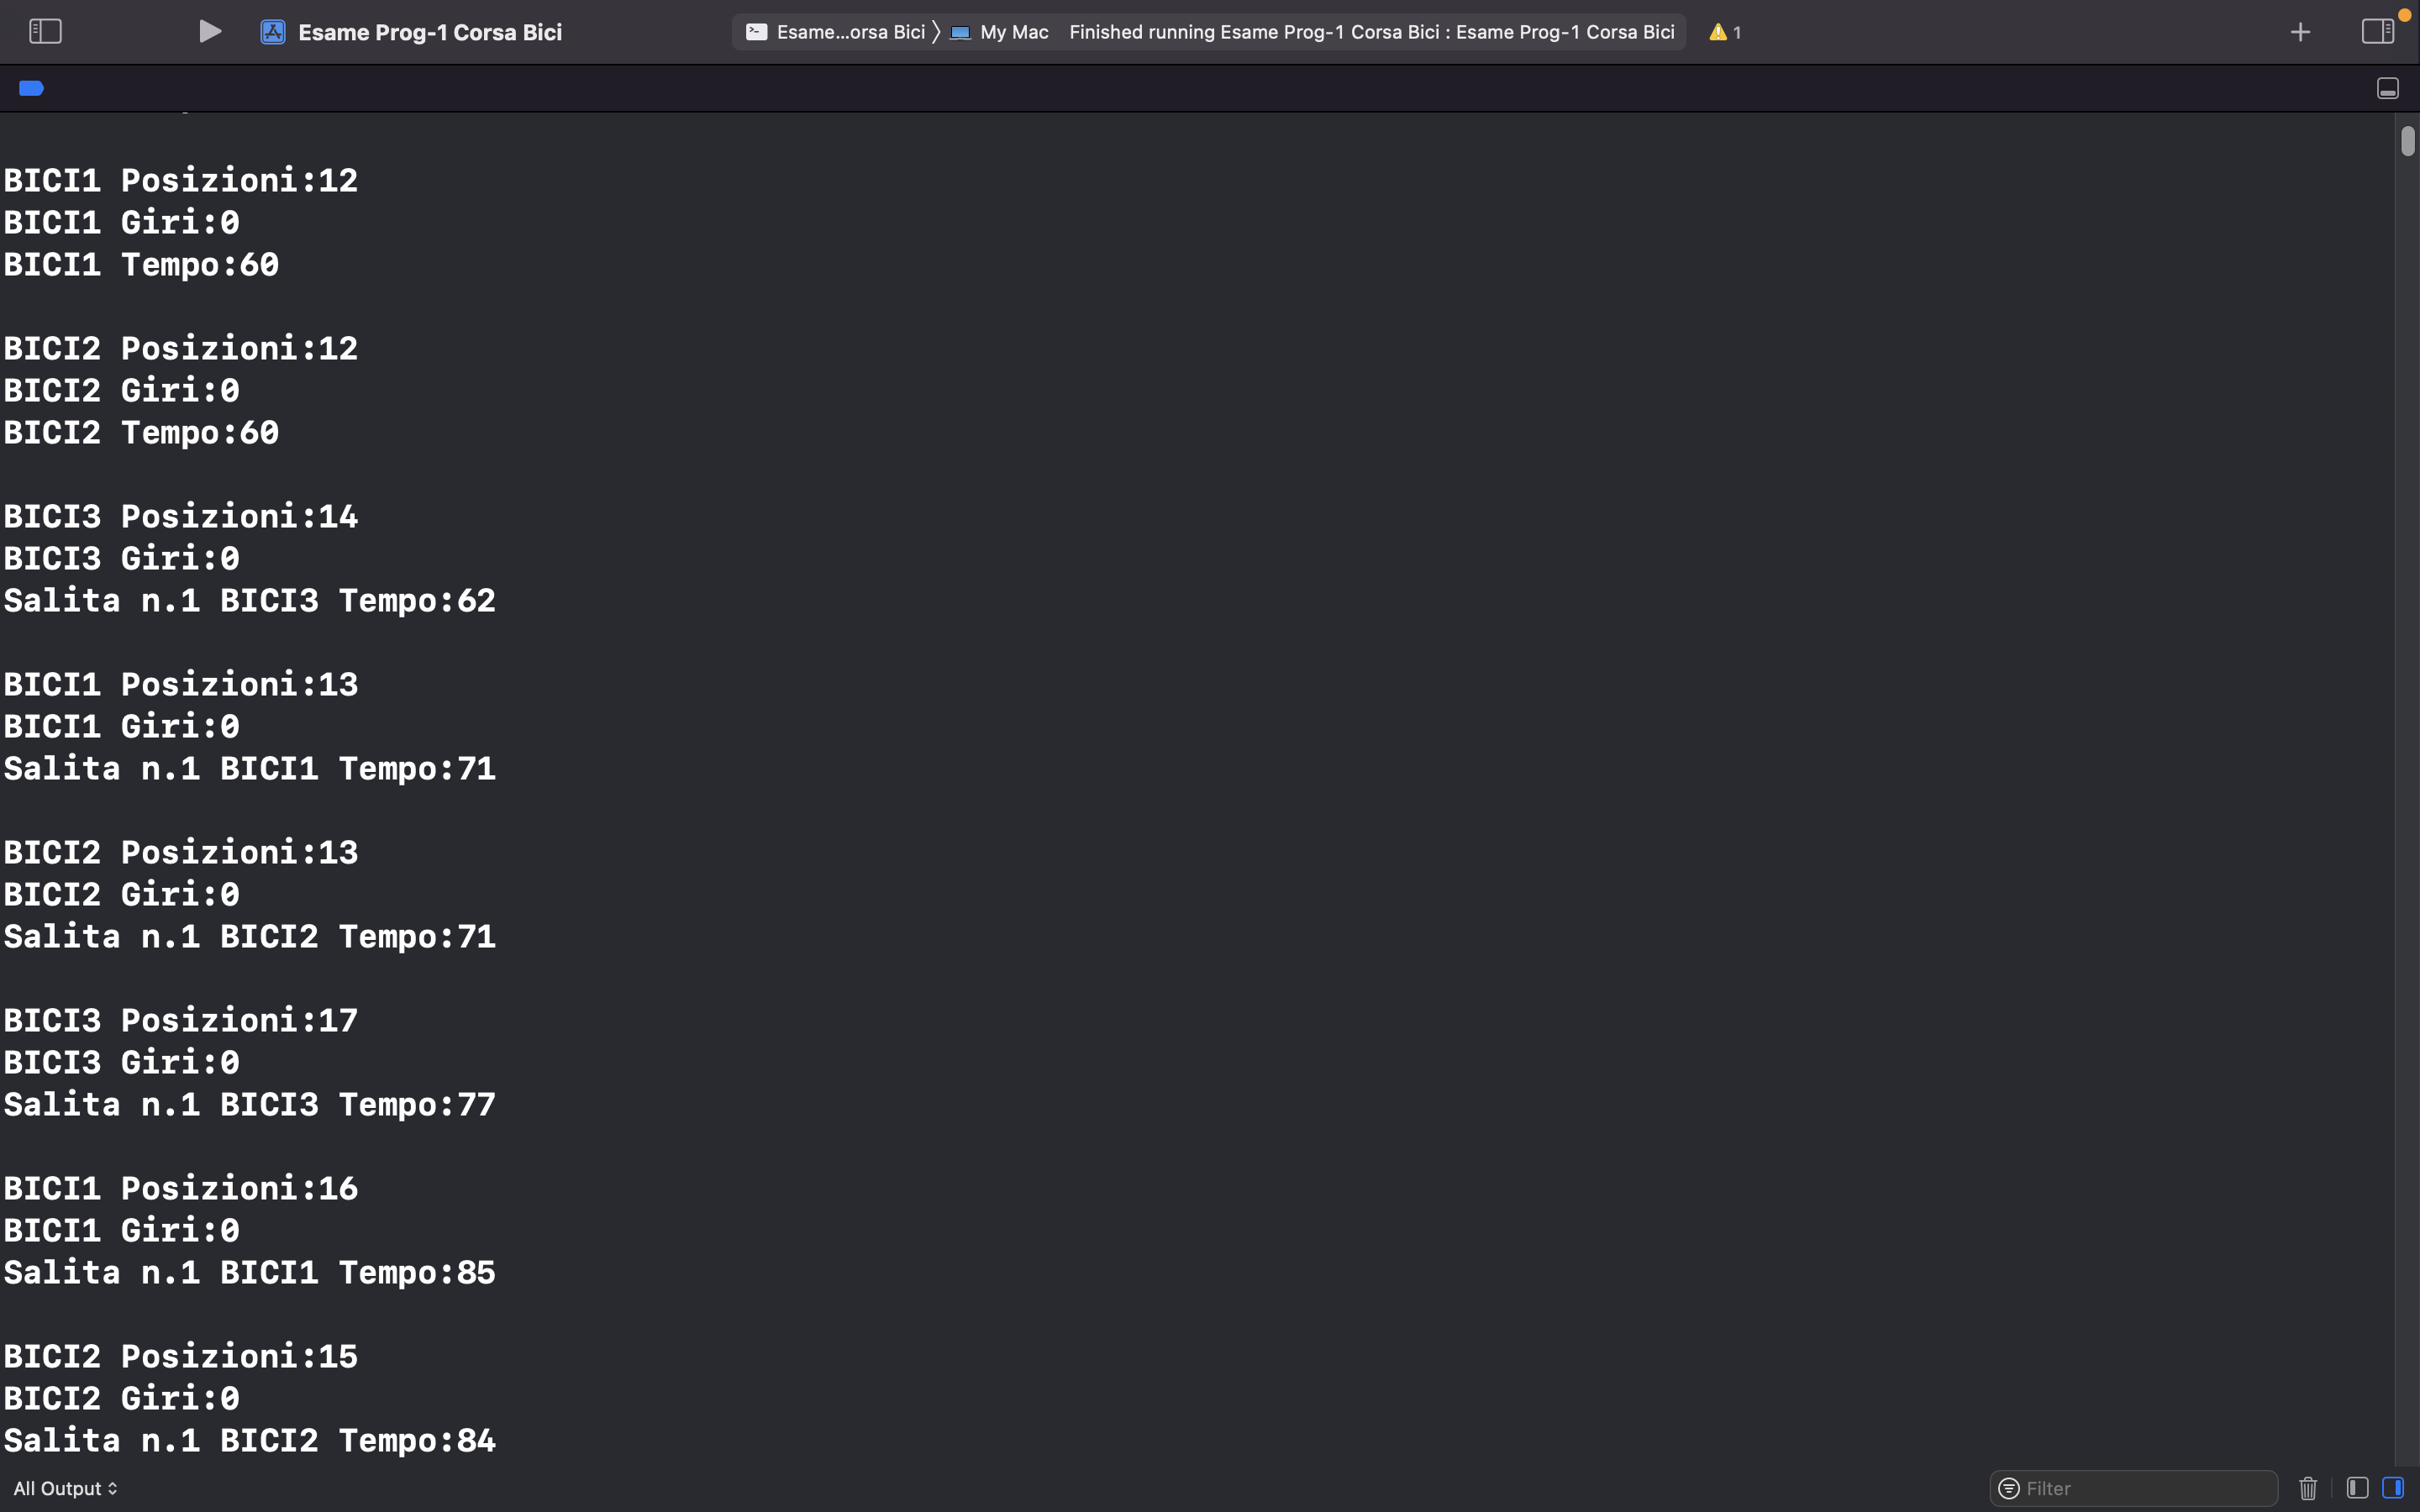 Esame Prog-1 Corsa Bici
Esame...orsa Bici
My Mac
Finished running Esame Prog-1 Corsa Bici : Esame Prog-1 Corsa Bici
1
BICI1 Posizioni:12
BICI1 Giri:0
BICI1 Tempo:60
BICI2 Posizioni:12
BICI2 Giri:0
BICI2 Tempo:60
BICI3 Posizioni:14
BICI3 Giri:0
Salita n.1 BICI3 Tempo:62
BICI1 Posizioni:13
BICI1 Giri:0
Salita n.1 BICI1 Tempo:71
BICI2 Posizioni:13
BICI2 Giri:0
Salita n.1 BICI2 Tempo:71
BICI3 Posizioni:17
BICI3 Giri:0
Salita n.1 BICI3 Tempo:77
BICI1 Posizioni:16
BICI1 Giri:0
Salita n.1 BICI1 Tempo:85
BICI2 Posizioni:15
BICI2 Giri:0
Salita n.1 BICI2 Tempo:84
All Output
Filter